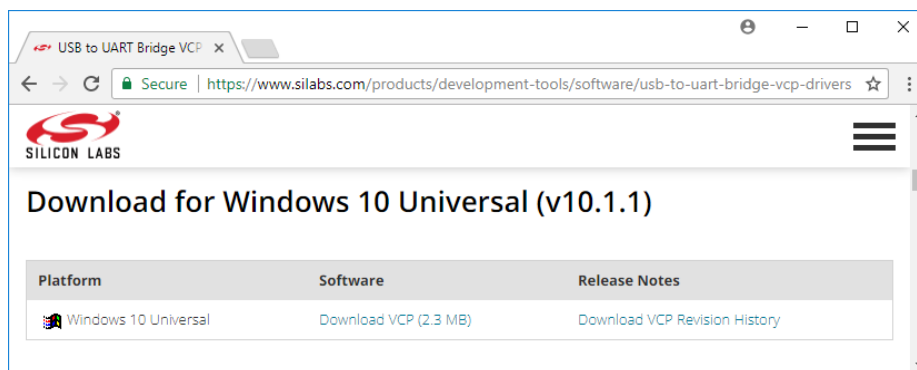 USB to UART Bridge VCP
Secure | https://www.silabs.com/products/development-tools/software/usb-to-uart-bridge-vcp-drivers
SILICON LABS
Download for Windows 10 Universal (v10.1.1)
Platform Software Release Notes
Windows 10 Universal Download VCP (2.3 MB) Download VCP Revision History